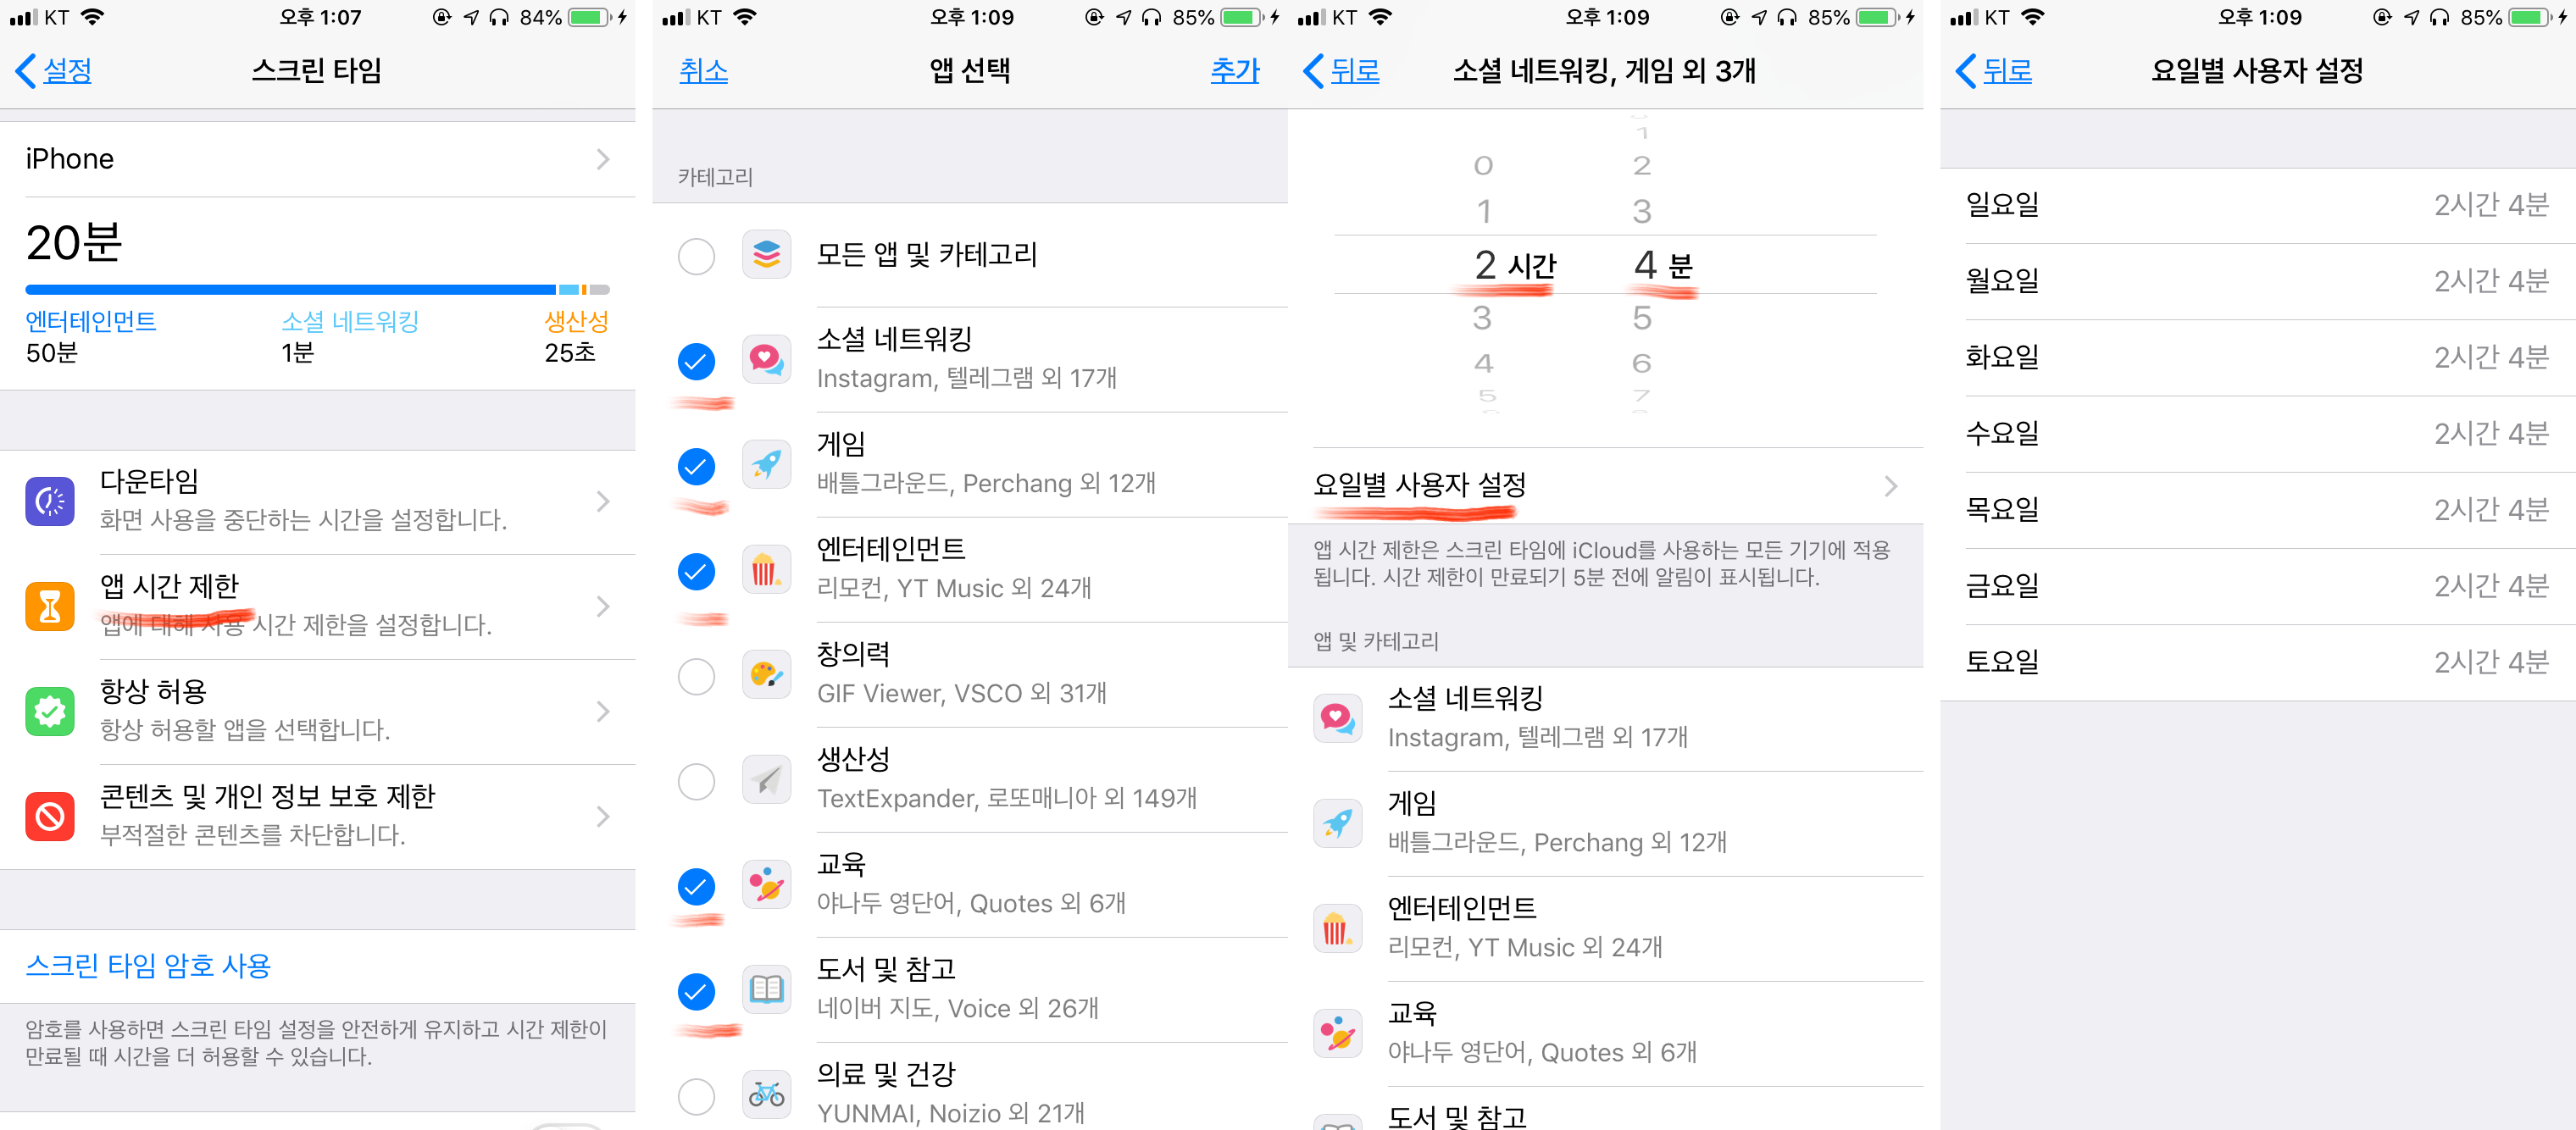 KT
오후 1:07
84%
설정
스크린 타임
iPhone
20분
엔터테인먼트
소셜 네트워킹
생산성
50분
1분
25초
다운타임
화면 사용을 중단하는 시간을 설정합니다.
앱 시간 제한
앱에 대해 사용 시간 제한을 설정합니다.
항상 허용
항상 허용할 앱을 선택합니다.
콘텐츠 및 개인 정보 보호 제한
부적절한 콘텐츠를 차단합니다.
스크린 타임 암호 사용
암호를 사용하면 스크린 타임 설정을 안전하게 유지하고 시간 제한이
만료될 때 시간을 더 허용할 수 있습니다.
KT
오후 1:09
85%
취소
앱 선택
추가
카테고리
모든 앱 및 카테고리
소셜 네트워킹
Instagram, 텔레그램 외 17개
게임
배틀그라운드, Perchang 외 12개
엔터테인먼트
리모컨, YT Music 외 24개
창의력
GIF Viewer, VSCO 외 31개
생산성
TextExpander, 로또매니아 외 149개
교육
야나두 영단어, Quotes 외 6개
도서 및 참고
네이버 지도, Voice 외 26개
의료 및 건강
YUNMAI, Noizio 외 21개
KT
오후 1:09
85%
뒤로
소셜 네트워킹, 게임 외 3개
1
0 2
1 3
2 시간 4 분
3 5
4 6
5 7
요일별 사용자 설정
앱 시간 제한은 스크린 타임에 iCloud를 사용하는 모든 기기에 적용
됩니다. 시간 제한이 만료되기 5분 전에 알림이 표시됩니다.
앱 및 카테고리
소셜 네트워킹
Instagram, 텔레그램 외 17개
게임
배틀그라운드, Perchang 외 12개
엔터테인먼트
리모컨, YT Music 외 24개
교육
야나두 영단어, Quotes 외 6개
도서 및 참고
KT
오후 1:09
85%
뒤로
요일별 사용자 설정
일요일 2시간 4분
월요일 2시간 4분
화요일 2시간 4분
수요일 2시간 4분
목요일 2시간 4분
금요일 2시간 4분
토요일 2시간 4분